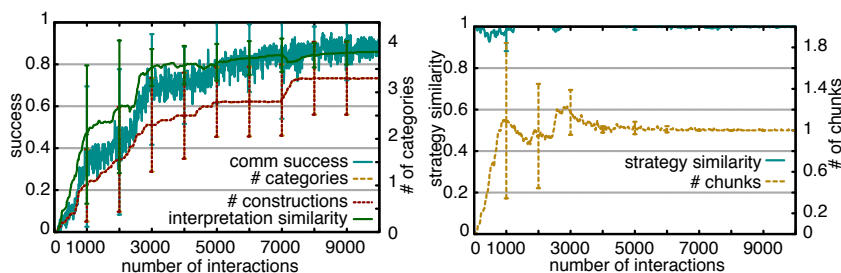 1
0.8
0.6
0.4
0.2
0
success
4
3
2
1
0
# of categories
comm success
# categories
# constructions
interpretation similarity
0 1000 3000 5000 7000 9000
number of interactions
1
0.8
0.6
0.4
0.2
0
strategy similarity
1.8
1.4
1
0.6
0.2
0
# of chunks
strategy similarity
# chunks
0 1000 3000 5000 7000 9000
number of interactions